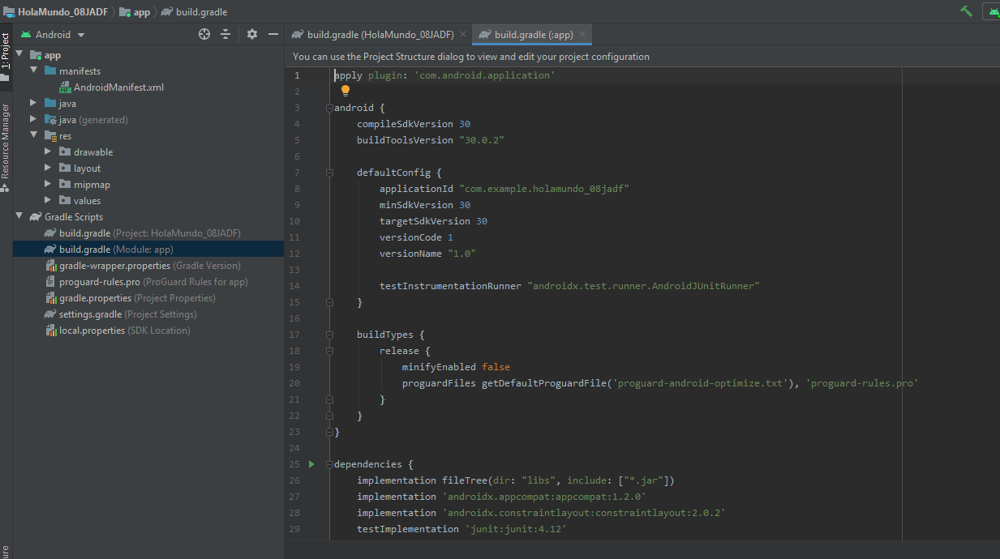 HolaMundo_08JADF app build.gradle
Android
build.gradle (HolaMundo_08JADF) build.gradle (:app)
1: Project
Resource Manager
app
manifests
AndroidManifest.xml
java
java (generated)
res
drawable
layout
mipmap
values
Gradle Scripts
build.gradle (Project: HolaMundo_08JADF)
build.gradle (Module: app)
gradle-wrapper.properties (Gradle Version)
proguard-rules.pro (ProGuard Rules for app)
gradle.properties (Project Properties)
settings.gradle (Project Settings)
local.properties (SDK Location)
You can use the Project Structure dialog to view and edit your project configuration
1 apply plugin: 'com.android.application'
2
3 android {
4 compileSdkVersion 30
5 buildToolsVersion "30.0.2"
6
7 defaultConfig {
8 applicationId "com.example.holamundo_08jadf"
9 minSdkVersion 30
10 targetSdkVersion 30
11 versionCode 1
12 versionName "1.0"
13
14 testInstrumentationRunner "androidx.test.runner.AndroidJUnitRunner"
15 }
16
17 buildTypes {
18 release {
19 minifyEnabled false
20 proguardFiles getDefaultProguardFile('proguard-android-optimize.txt'), 'proguard-rules.pro'
21 }
22 }
23 }
24
25 dependencies {
26 implementation fileTree(dir: "libs", include: ["*.jar"])
27 implementation 'androidx.appcompat:appcompat:1.2.0'
28 implementation 'androidx.constraintlayout:constraintlayout:2.0.2'
29 testImplementation 'junit:junit:4.12'